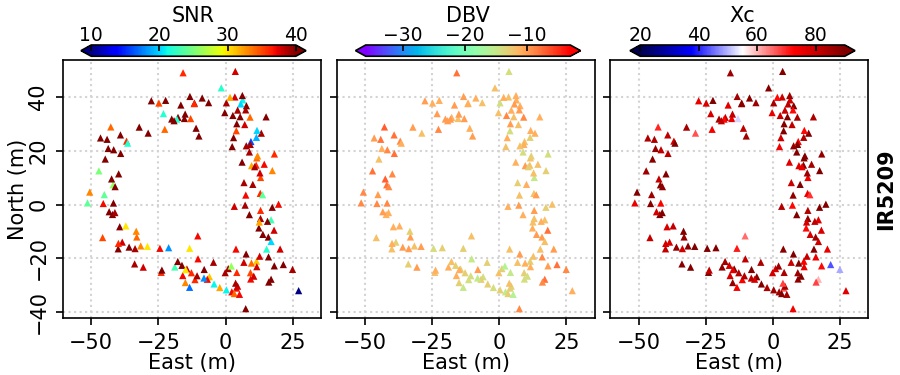 SNR DBV Xc
10 20 30 40 −30 −20 −10 20 40 60 80
North (m)
40
20
0
−20
−40
IR5209
−50 −25 0 25 −50 −25 0 25 −50 −25 0 25
East (m) East (m) East (m)